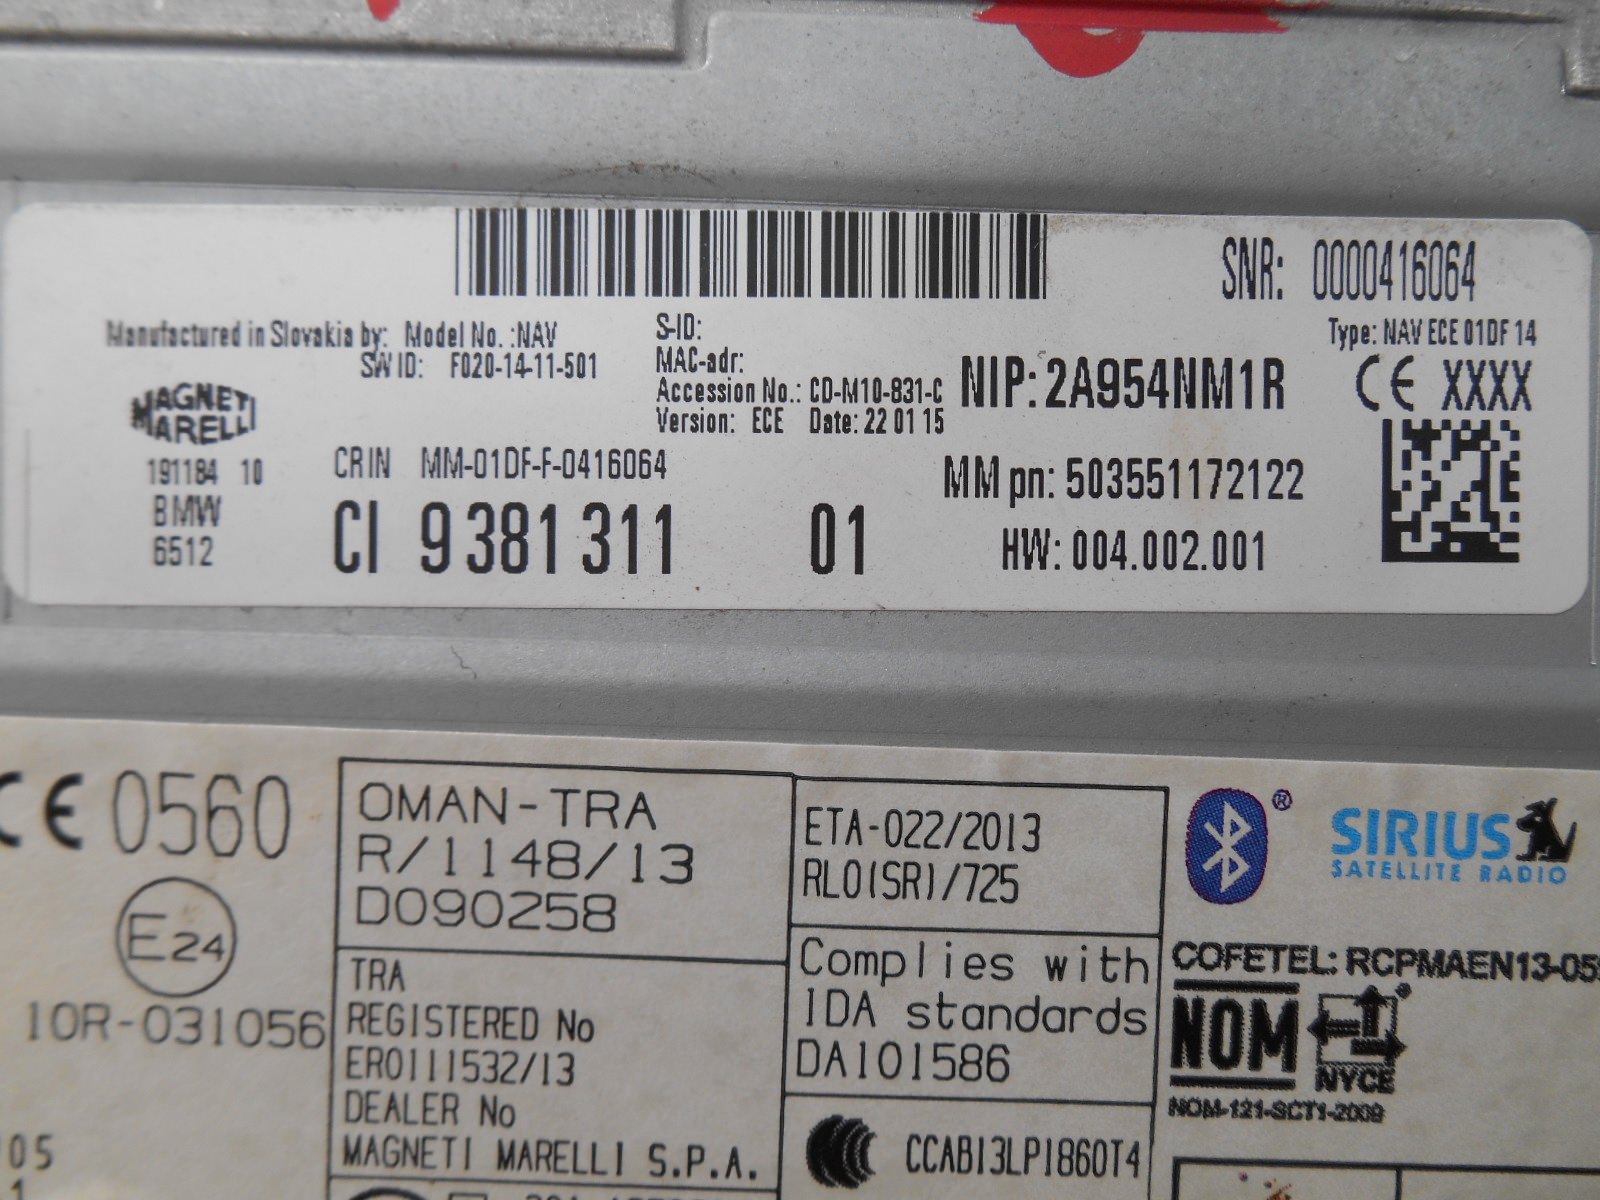 SNR: 0000416064
Manufactured in Slovakia by: Model No. :NAV
S-ID:
Type: NAV ECE 01DF 14
SW ID: F020-14-11-501
MAC-adr:
Accession No.: CD-M10-831-C
NIP:2A954NM1R
CE XXXX
Version: ECE Date: 22 01 15
MAGNETI
MARELLI
191184 10
CRIN MM-01DF-F-0416064
MM pn: 503551172122
BMW
6512
CI 9 381 311 01
HW: 004.002.001
CE 0560
E24
10R-031056
05
OMAN-TRA
R/1148/13
D090258
TRA
REGISTERED No
ER0111532/13
DEALER No
MAGNETI MARELLI S.P.A.
ETA-022/2013
RLO(SR)/725
Complies with
IDA standards
DA101586
CCAB13LP1860T4
®
SIRIUS
SATELLITE RADIO
COFETEL: RCPMAEN13-05
NOM
NYCE
NOM-121-SCT1-2009